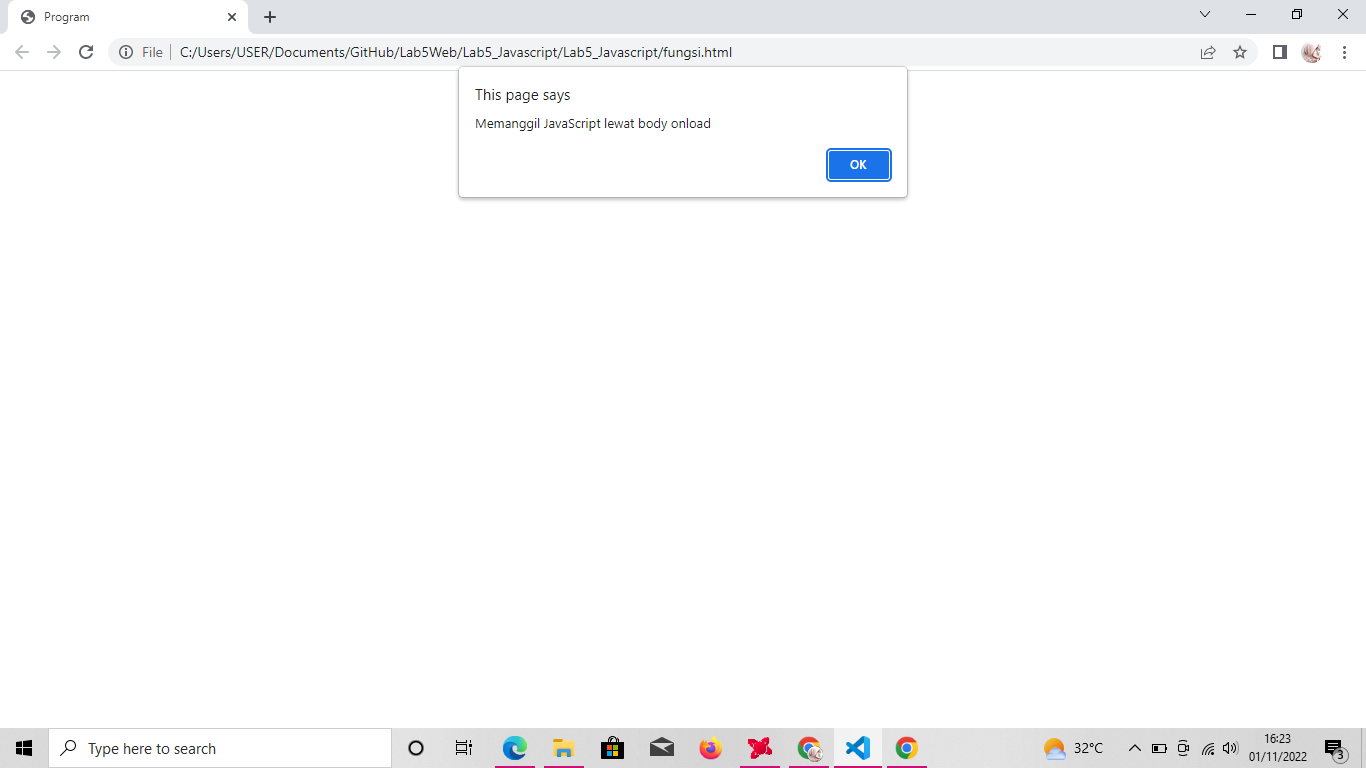 Program
File
C:/Users/USER/Documents/GitHub/Lab5Web/Lab5_Javascript/Lab5_Javascript/fungsi.html
This page says
Memanggil JavaScript lewat body onload
OK
Type here to search
32°C
16:23
01/11/2022
3